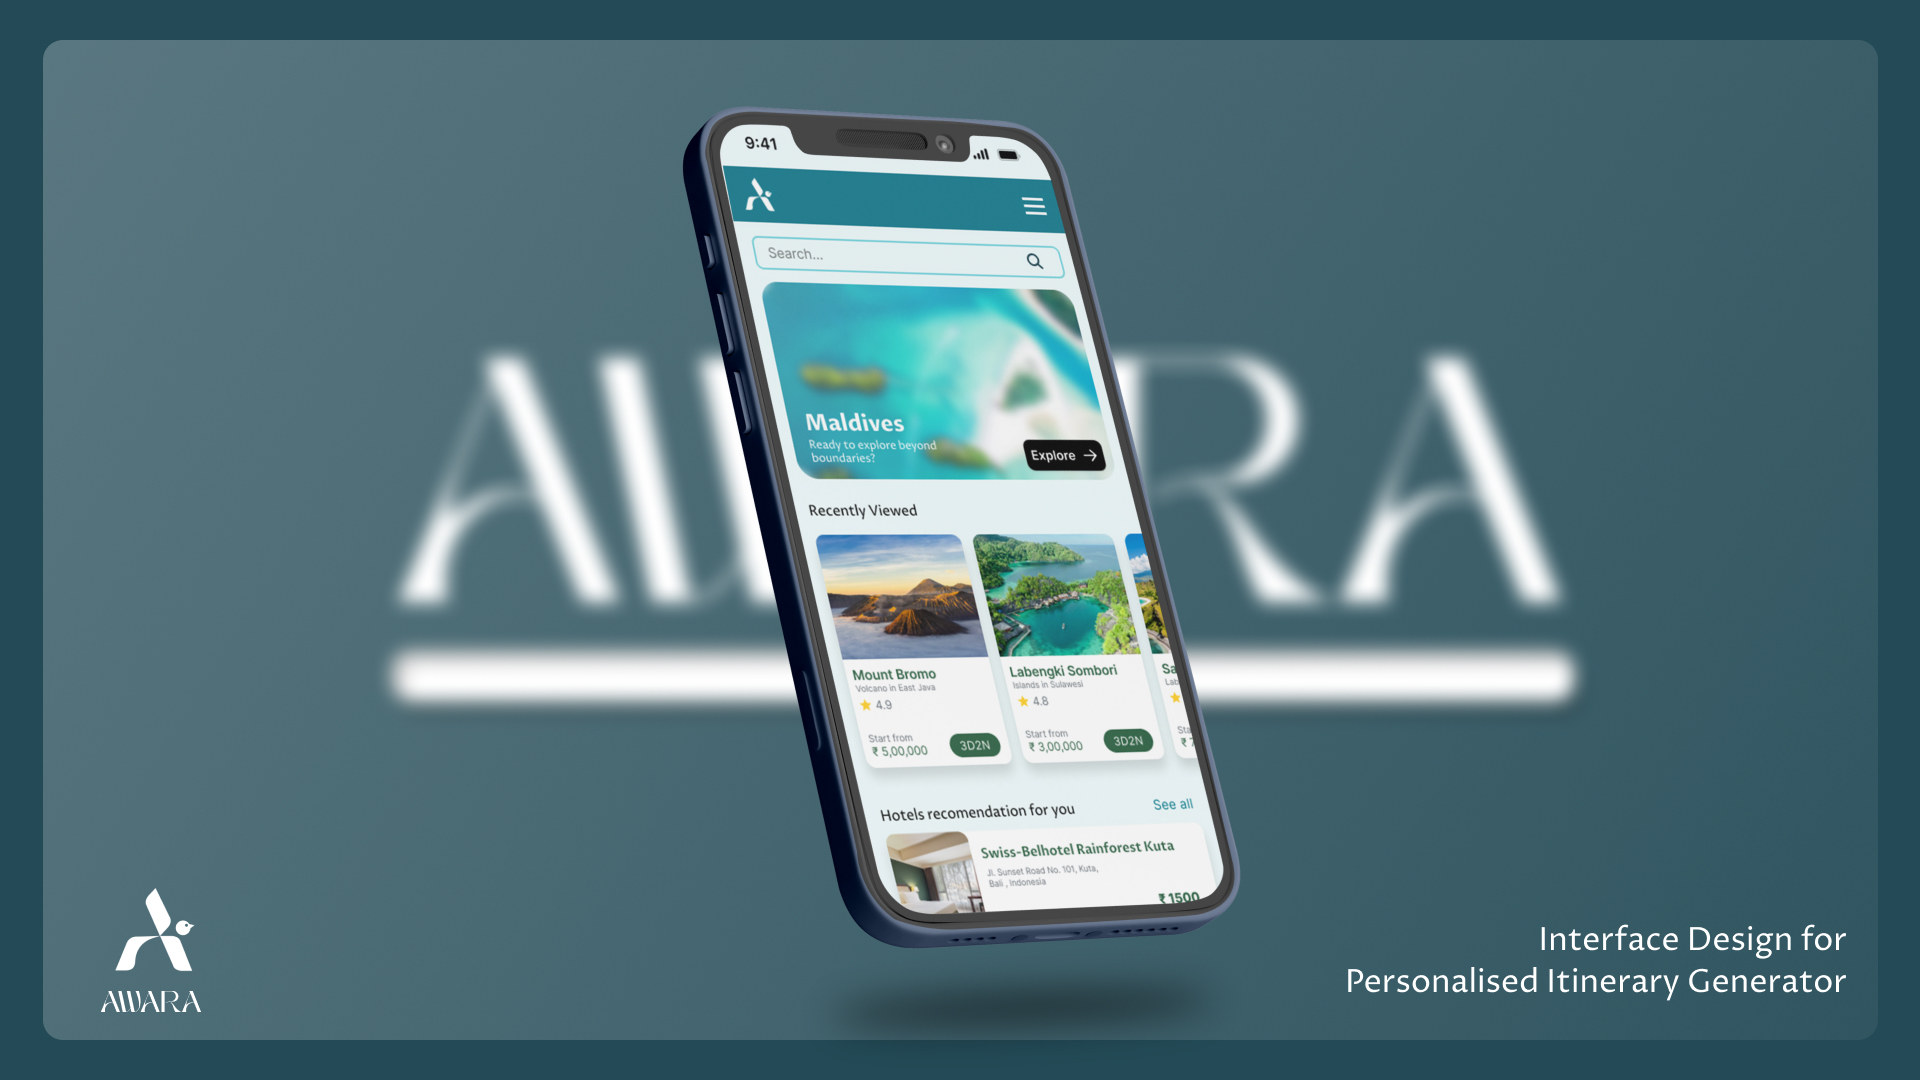 AWARA
9:41
Search...
Maldives
Ready to explore beyond
boundaries?
Explore
Recently Viewed
Mount Bromo
Volcano in East Java
4.9
Start from
₹ 5,00,000
3D2N
Labengki Sombori
Islands in Sulawesi
4.8
Start from
₹ 3,00,000
3D2N
Hotels recomendation for you
See all
Swiss-Belhotel Rainforest Kuta
Jl. Sunset Road No. 101, Kuta,
Bali , Indonesia
₹ 1500
AWARA
Interface Design for
Personalised Itinerary Generator